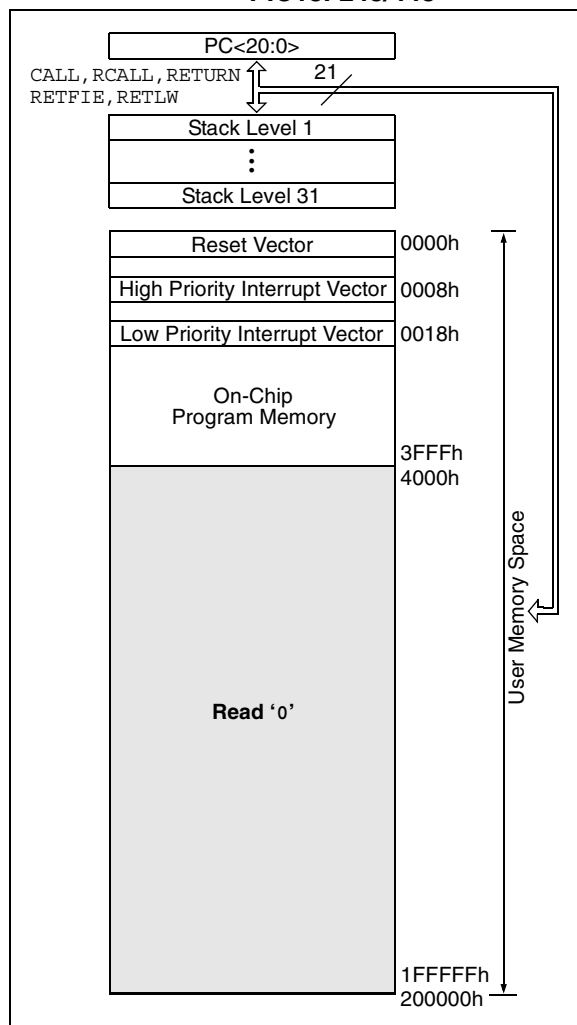 PC<20:0>
CALL,RCALL,RETURN
RETFIE,RETLW
21
Stack Level 1
Stack Level 31
Reset Vector
0000h
High Priority Interrupt Vector
0008h
Low Priority Interrupt Vector
0018h
On-Chip
Program Memory
3FFFh
4000h
User Memory Space
Read ‘0’
1FFFFFh
200000h